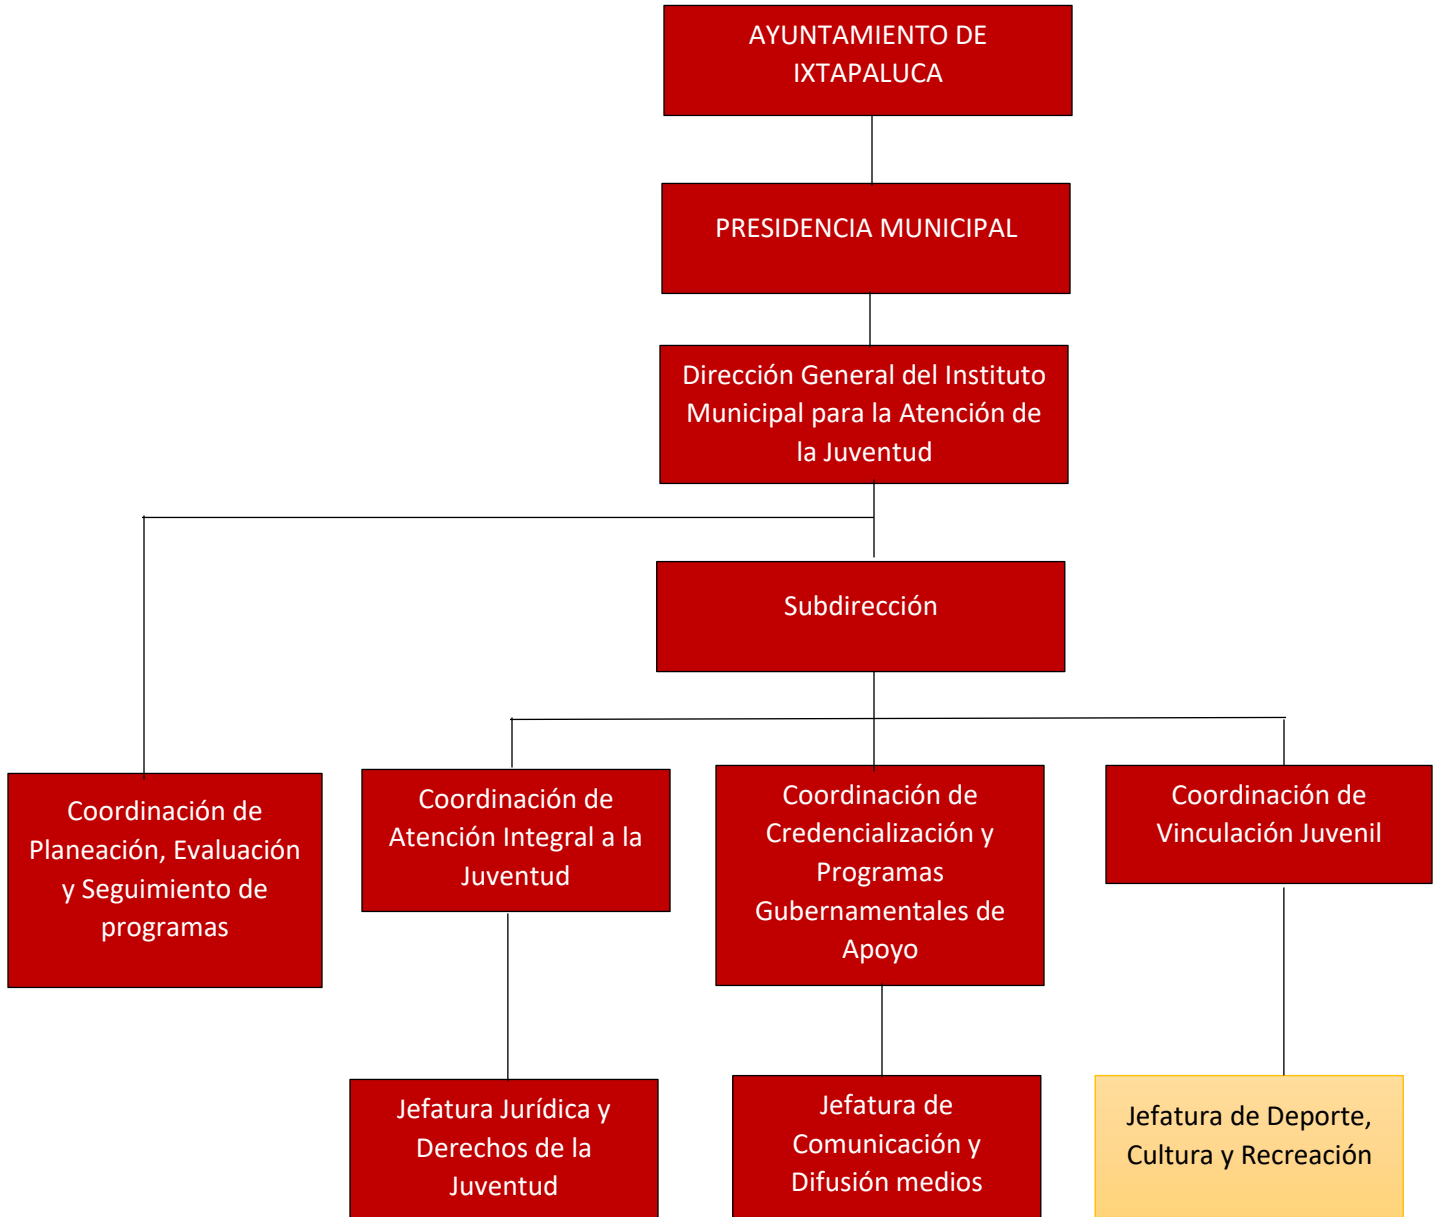 AYUNTAMIENTO DE
IXTAPALUCA
PRESIDENCIA MUNICIPAL
Dirección General del Instituto
Municipal para la Atención de
la Juventud
Subdirección
Coordinación de
Planeación, Evaluación
y Seguimiento de
programas
Coordinación de
Atención Integral a la
Juventud
Coordinación de
Credencialización y
Programas
Gubernamentales de
Apoyo
Coordinación de
Vinculación Juvenil
Jefatura Jurídica y
Derechos de la
Juventud
Jefatura de
Comunicación y
Difusión medios
Jefatura de Deporte,
Cultura y Recreación